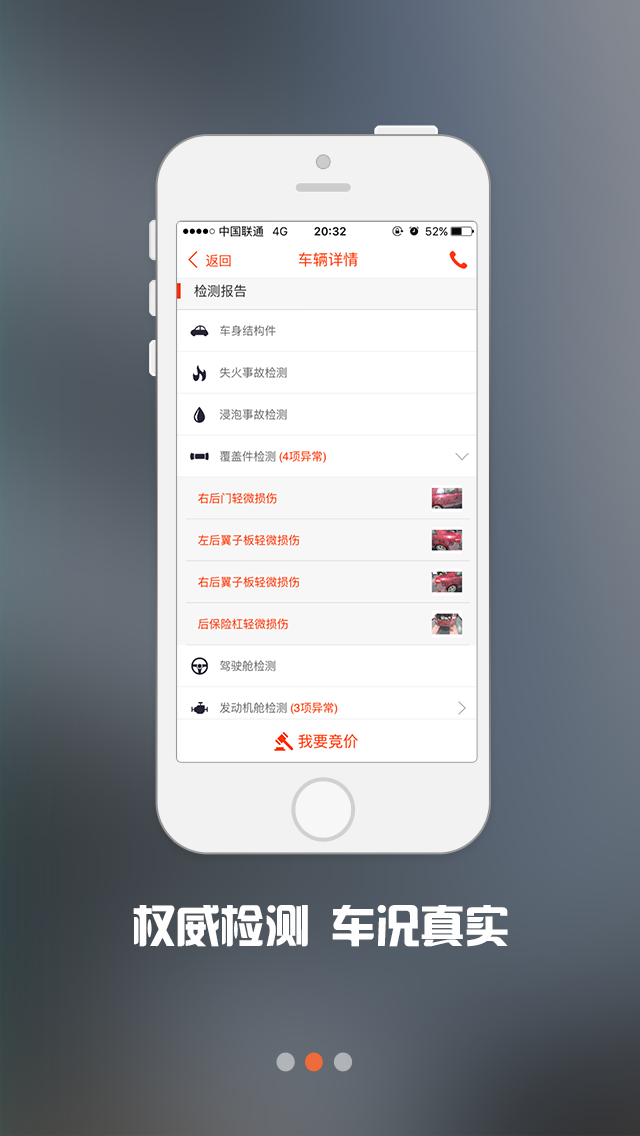 中国联通 4G 20:32 52%
返回 车辆详情
检测报告
车身结构件
失火事故检测
浸泡事故检测
覆盖件检测 (4项异常)
右后门轻微损伤
左后翼子板轻微损伤
右后翼子板轻微损伤
后保险杠轻微损伤
驾驶舱检测
发动机舱检测 (3项异常)
我要竞价
权威检测 车况真实